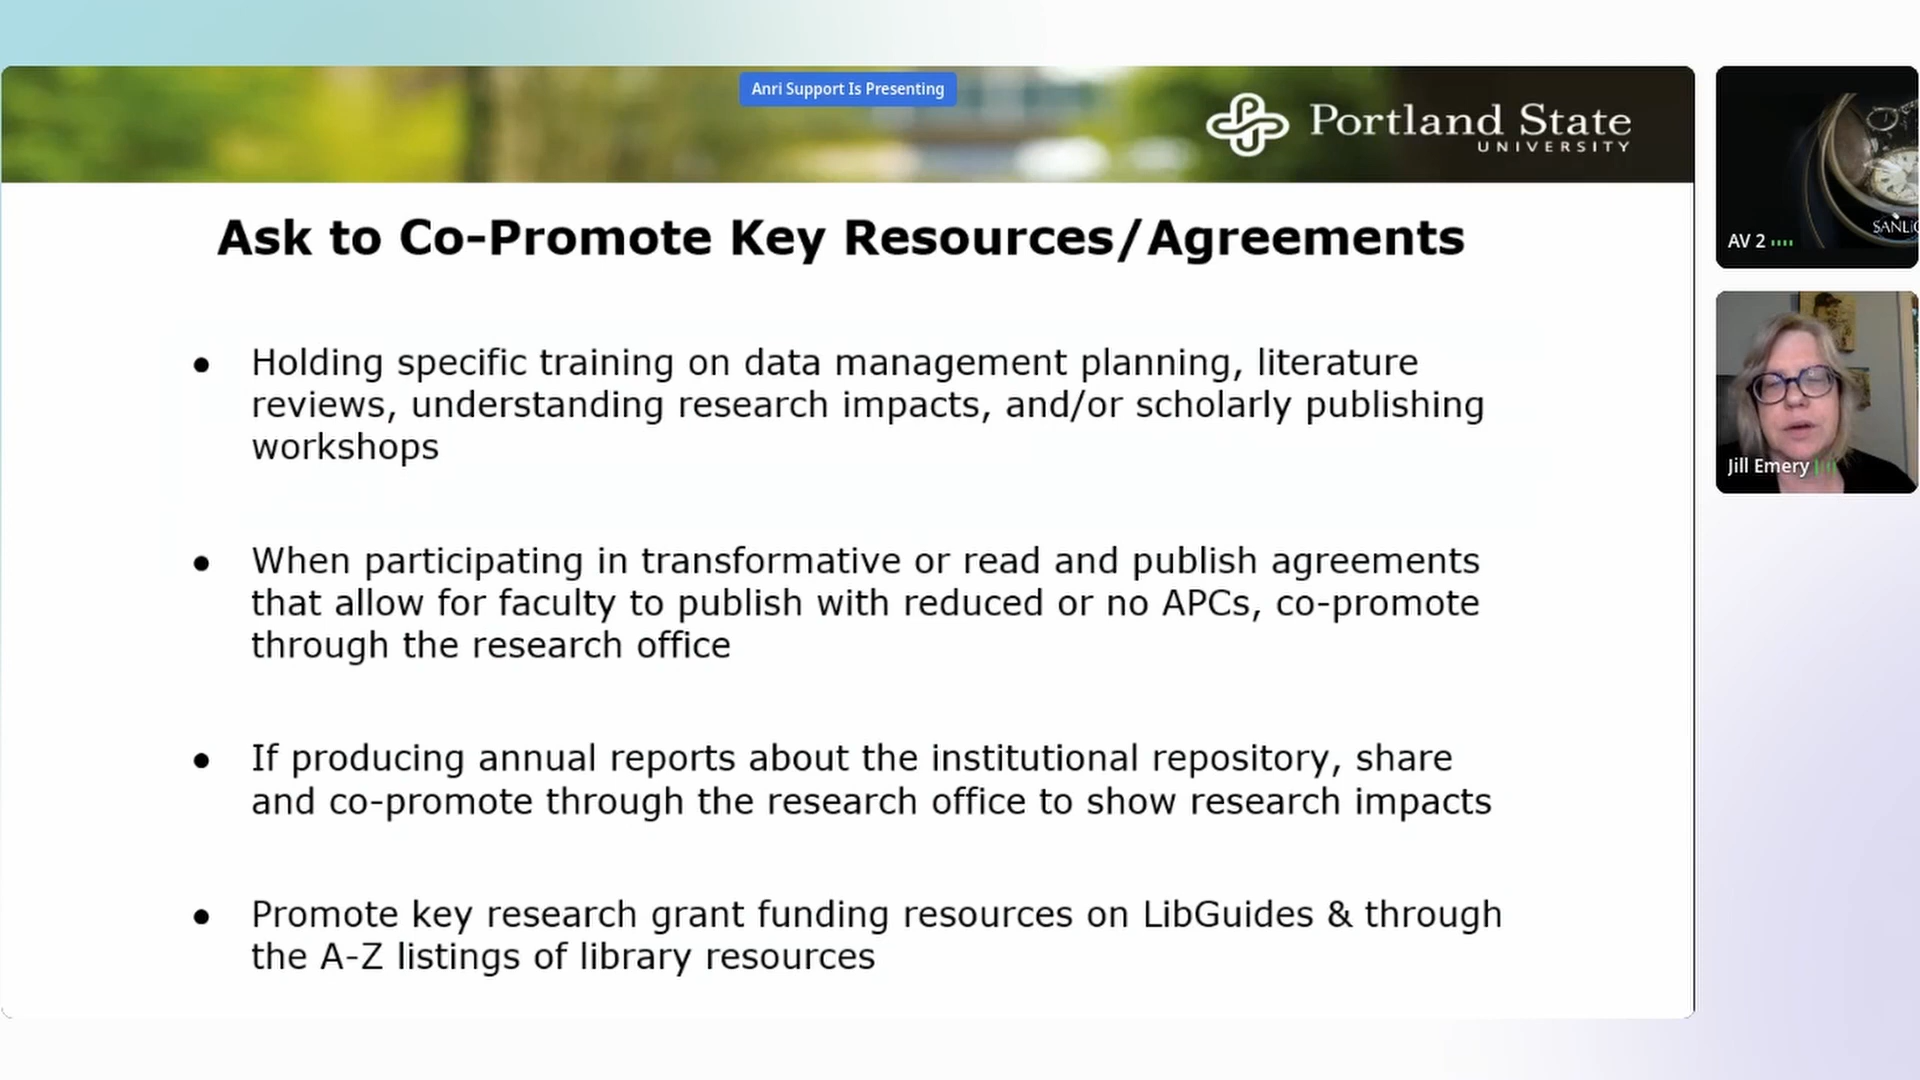 Anri Support Is Presenting
Portland State
UNIVERSITY
Ask to Co-Promote Key Resources/Agreements
● Holding specific training on data management planning, literature
reviews, understanding research impacts, and/or scholarly publishing
workshops
● When participating in transformative or read and publish agreements
that allow for faculty to publish with reduced or no APCs, co-promote
through the research office
● If producing annual reports about the institutional repository, share
and co-promote through the research office to show research impacts
● Promote key research grant funding resources on LibGuides & through
the A-Z listings of library resources
AV 2
Jill Emery